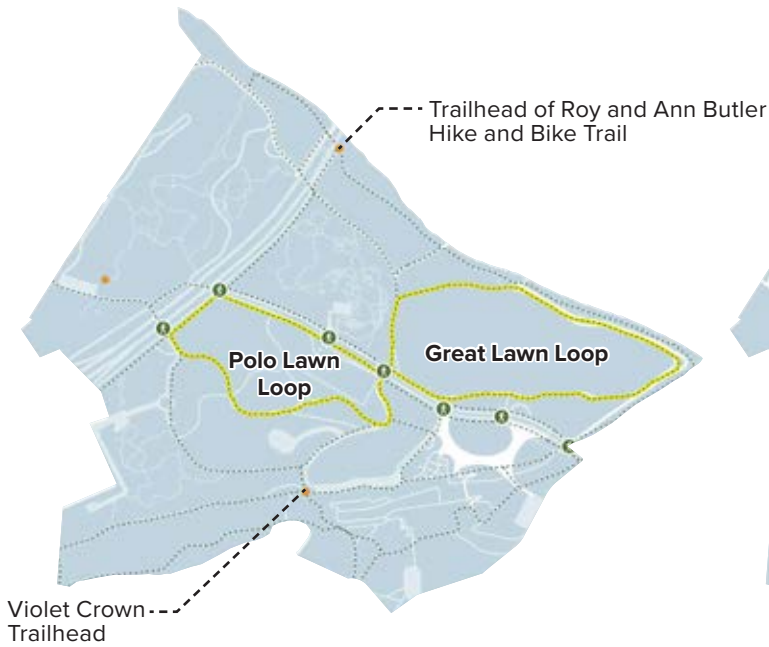 Trailhead of Roy and Ann Butler
Hike and Bike Trail
Polo Lawn
Loop
Great Lawn Loop
Violet Crown
Trailhead